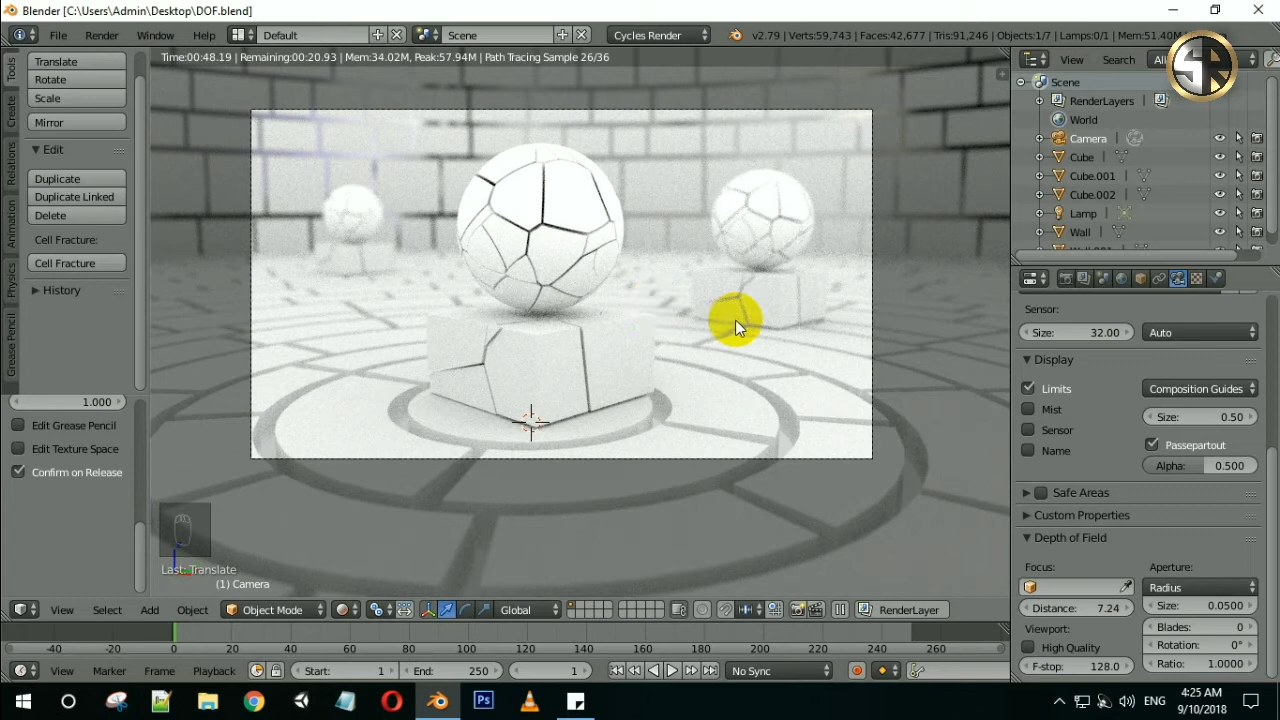 Blender [C:\Users\Admin\Desktop\DOF.blend]
File Render Window Help Default Scene Cycles Render v2.79 | Verts:59,743 | Faces:42,677 | Tris:91,246 | Objects:1/7 | Lamps:0/1 | Mem:51.40M
Time:00:48.19 | Remaining:00:20.93 | Mem:34.02M, Peak:57.94M | Path Tracing Sample 26/36
Tools
Create
Relations
Animation
Physics
Grease Pencil
Translate
Rotate
Scale
Mirror
Edit
Duplicate
Duplicate Linked
Delete
Cell Fracture:
Cell Fracture
History
1.000
Edit Grease Pencil
Edit Texture Space
Confirm on Release
Last: Translate
(1) Camera
View Search All
Scene
RenderLayers
World
Camera
Cube
Cube.001
Cube.002
Lamp
Wall
Wall.001
Sensor:
Size: 32.00 Auto
Display
Limits Composition Guides
Mist Size: 0.50
Sensor Passepartout
Name Alpha: 0.500
Safe Areas
Custom Properties
Depth of Field
Focus: Aperture:
Radius
Distance: 7.24 Size: 0.0500
Viewport: Blades: 0
High Quality Rotation: 0°
F-stop: 128.0 Ratio: 1.0000
View Select Add Object Object Mode Global RenderLayer
-40 -20 0 20 40 60 80 100 120 140 160 180 200 220 240 260
View Marker Frame Playback Start: 1 End: 250 1 No Sync
Ps
ENG
4:25 AM
9/10/2018